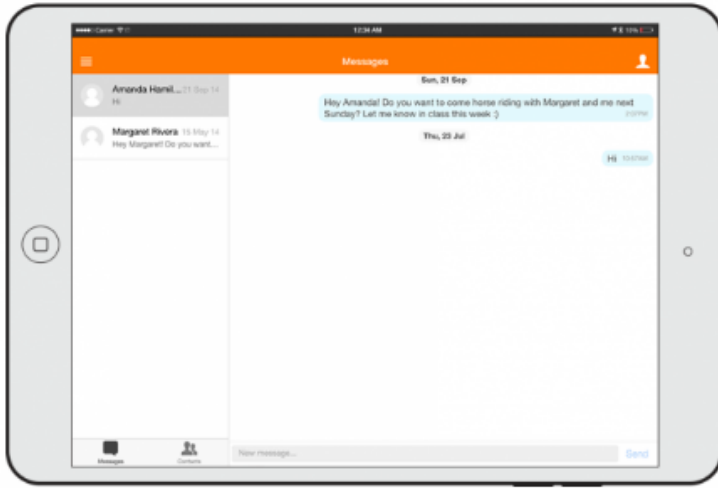 Carrier
12:34 AM
Messages
Amanda Hamil... 21 Sep 14
Hi
Margaret Rivera 15 May 14
Hey Margaret! Do you want...
Sun, 21 Sep
Hey Amanda! Do you want to come horse riding with Margaret and me next
Sunday? Let me know in class this week :)
Thu, 23 Jul
Hi
New message...
Send
Messages
Contacts